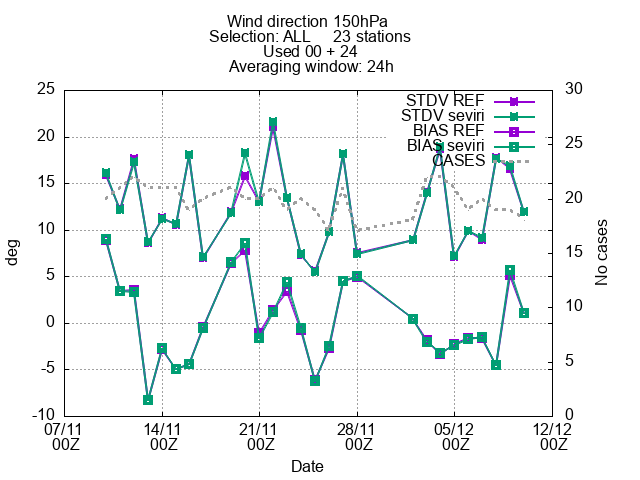 Wind direction 150hPa
Selection: ALL 23 stations
Used 00 + 24
Averaging window: 24h
25 30
STDV REF
STDV seviri
BIAS REF
BIAS seviri
CASES
20 25
15 20
10 15
5 10
0
-5 5
-10 0
deg
No cases
07/11 14/11 21/11 28/11 05/12 12/12
00Z 00Z 00Z 00Z 00Z 00Z
Date